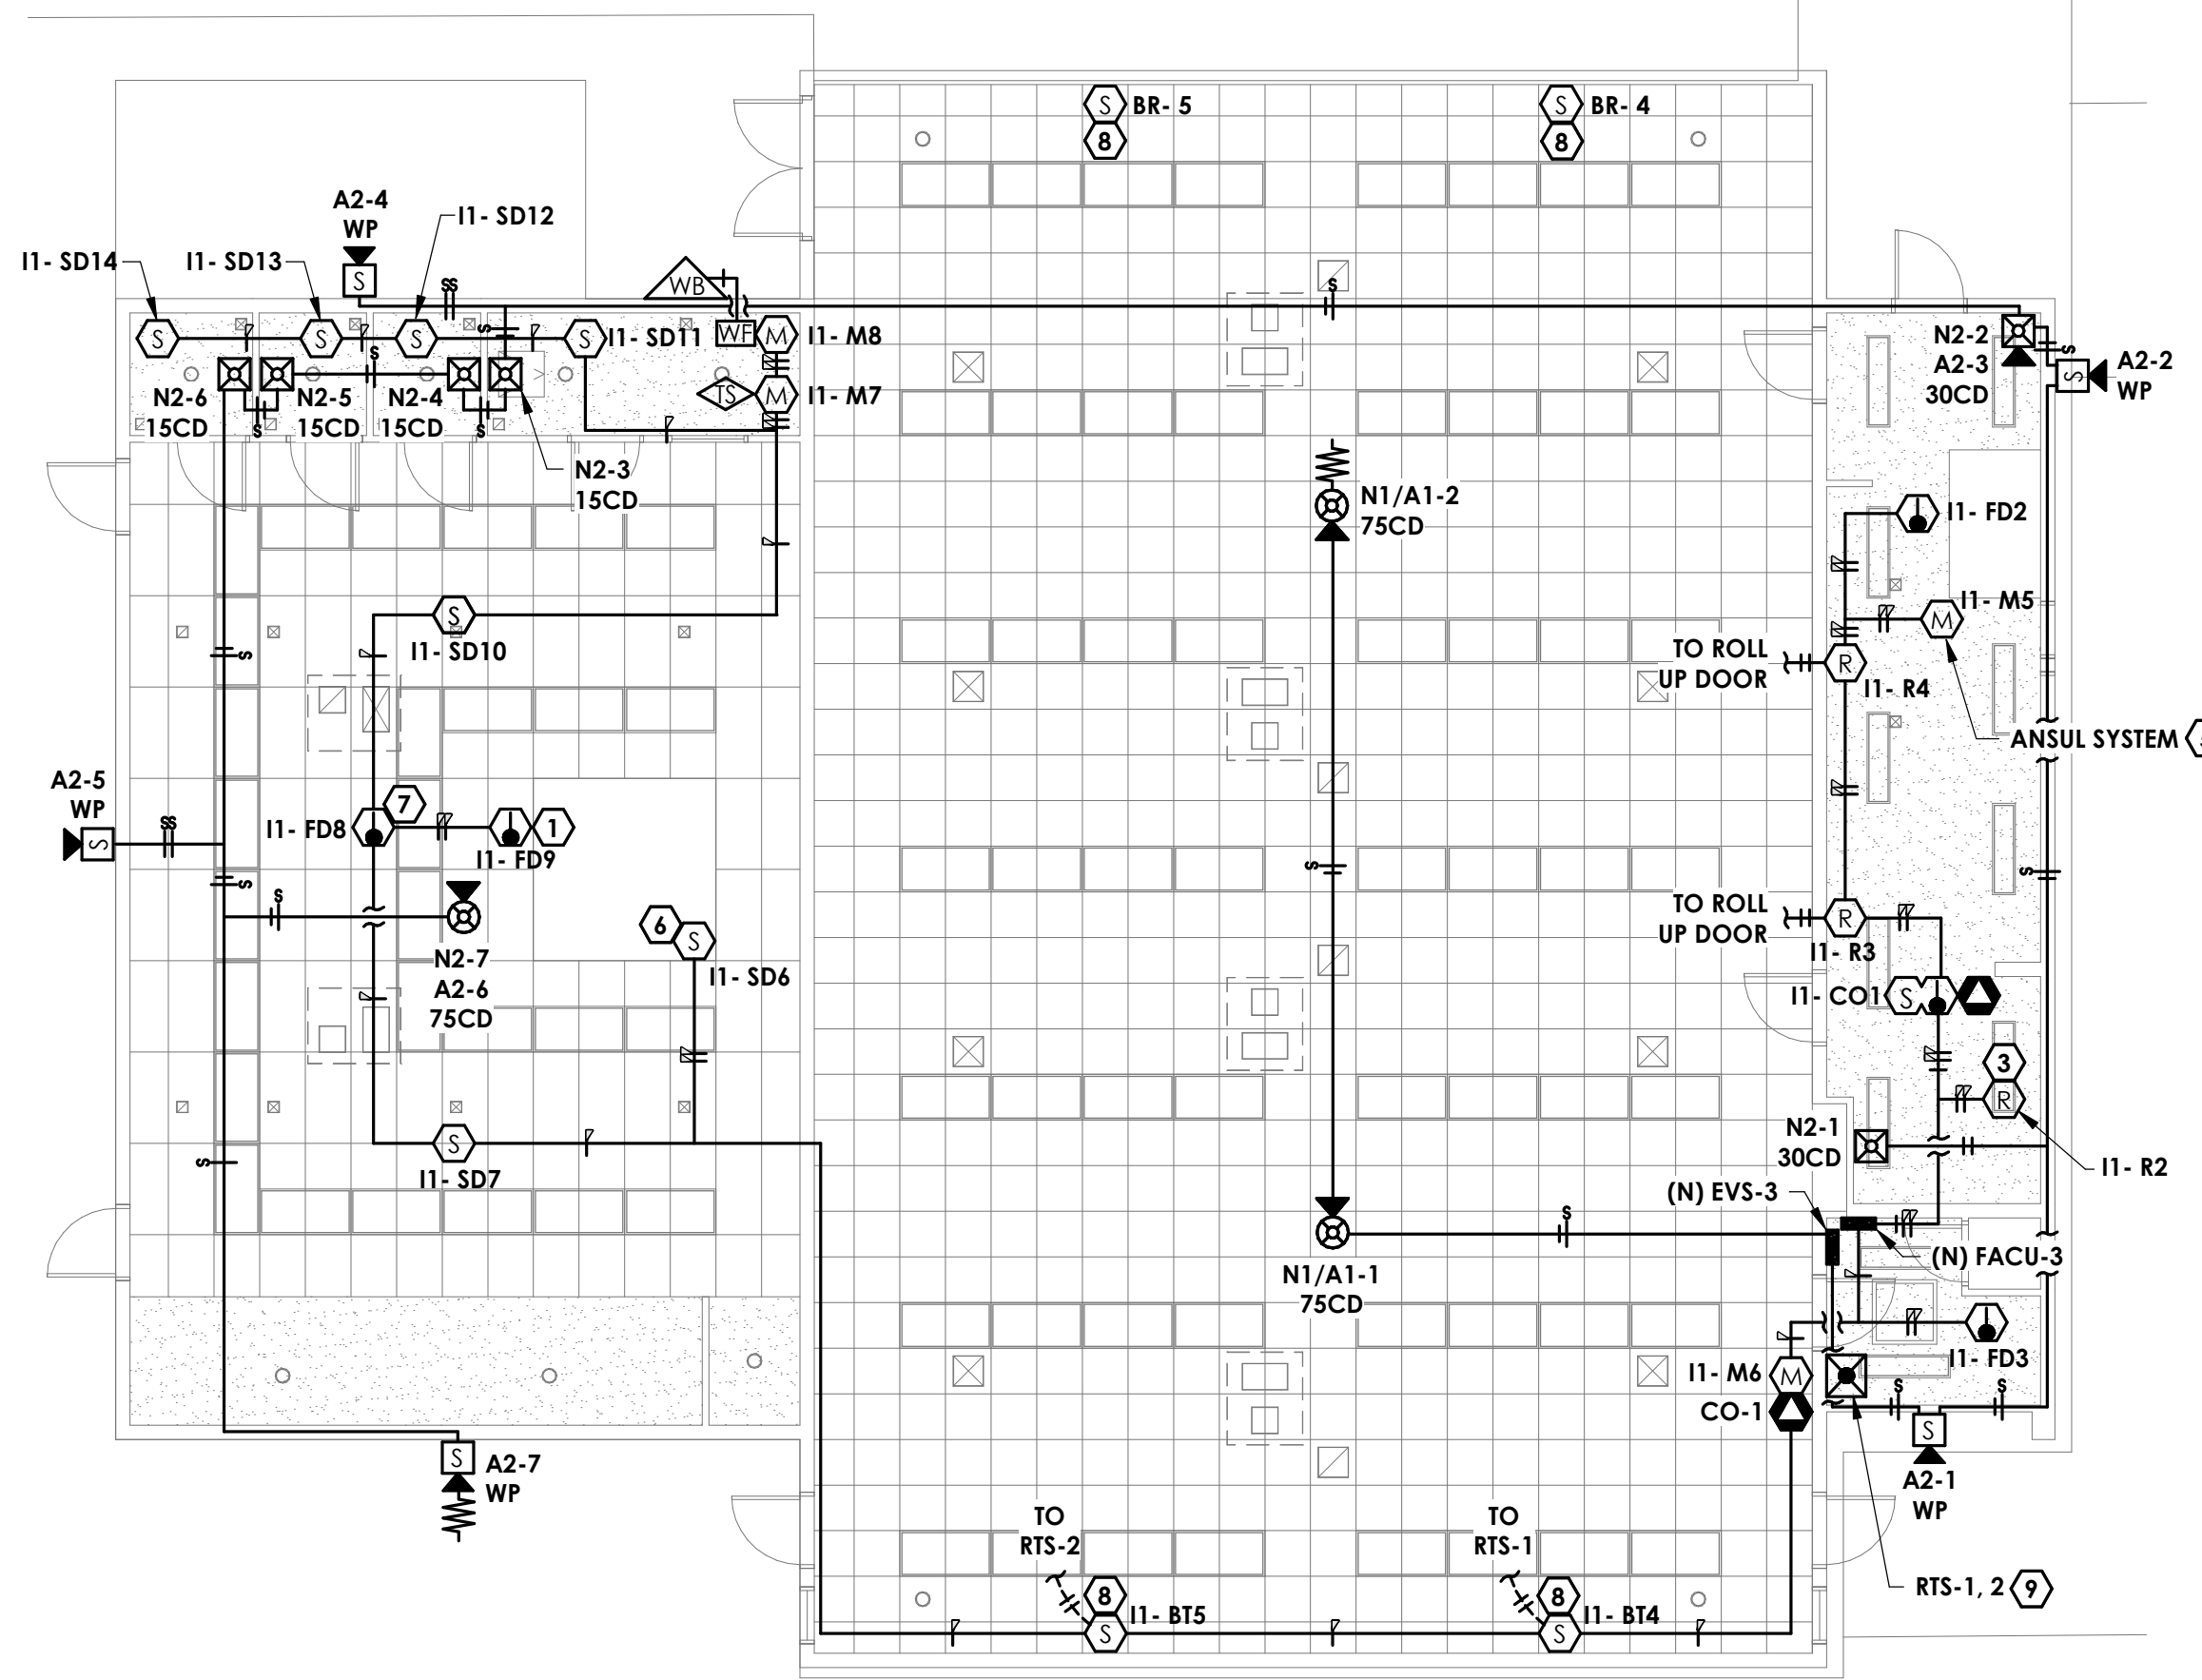 S BR- 5
8
S BR- 4
8
A2-4
WP
I1- SD12
I1- SD14
I1- SD13
S
SS
WB
S
S
S
S
S
S
I1- SD11
WF
M
I1- M8
N2-2
A2-3
30CD
S
S
A2-2
WP
S
N2-6
15CD
S
N2-5
15CD
N2-4
15CD
S
TS
M
I1- M7
N2-3
15CD
N1/A1-2
75CD
I1- FD2
S
I1- SD10
I1- M5
M
TO ROLL
UP DOOR
R
I1- R4
S
ANSUL SYSTEM
A2-5
WP
S
SS
I1- FD8
7
1
I1- FD9
S
S
S
S
TO ROLL
UP DOOR
R
I1- R3
6
S
I1- SD6
N2-7
A2-6
75CD
I1- CO1
S
3
R
I1- R2
N2-1
30CD
S
S
I1- SD7
(N) EVS-3
S
(N) FACU-3
N1/A1-1
75CD
I1- FD3
I1- M6
M
CO-1
S
S
S
A2-1
WP
S
A2-7
WP
TO
RTS-2
TO
RTS-1
8
I1- BT5
S
8
I1- BT4
S
RTS-1, 2
9